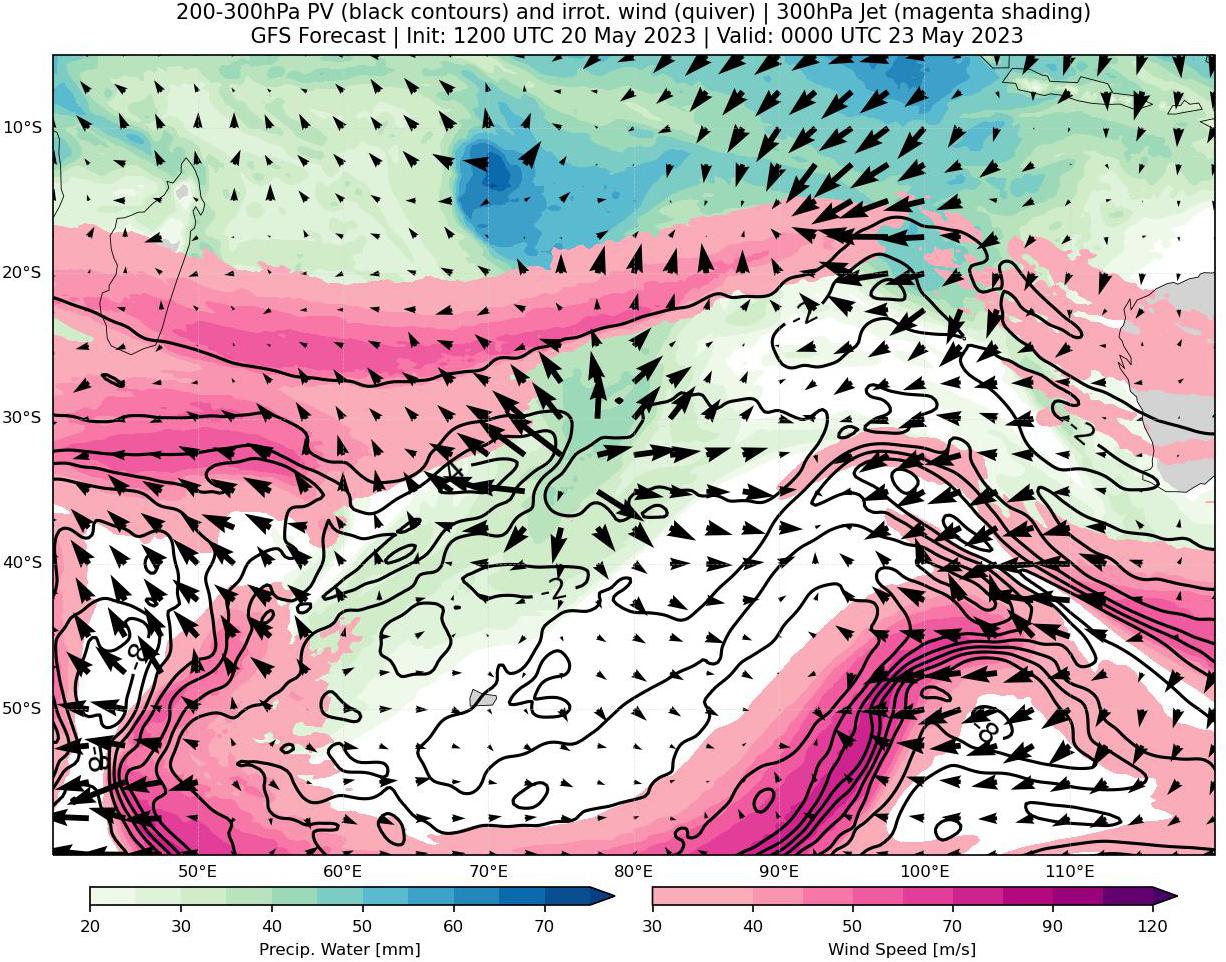 200-300hPa PV (black contours) and irrot. wind (quiver) | 300hPa Jet (magenta shading)
GFS Forecast | Init: 1200 UTC 20 May 2023 | Valid: 0000 UTC 23 May 2023
10°S
20°S
-2
30°S
-2
40°S
-2
-8
50°S
-8
-8
50°E 60°E 70°E 80°E 90°E 100°E 110°E
20 30 40 50 60 70
30 40 50 70 90 120
Precip. Water [mm]
Wind Speed [m/s]